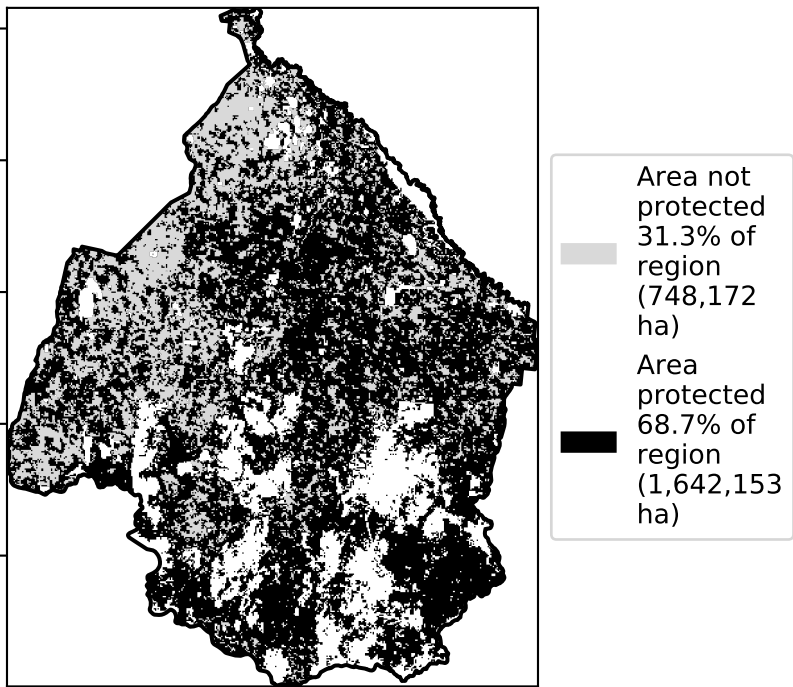 Area not
protected
31.3% of
region
(748,172
ha)
Area
protected
68.7% of
region
(1,642,153
ha)